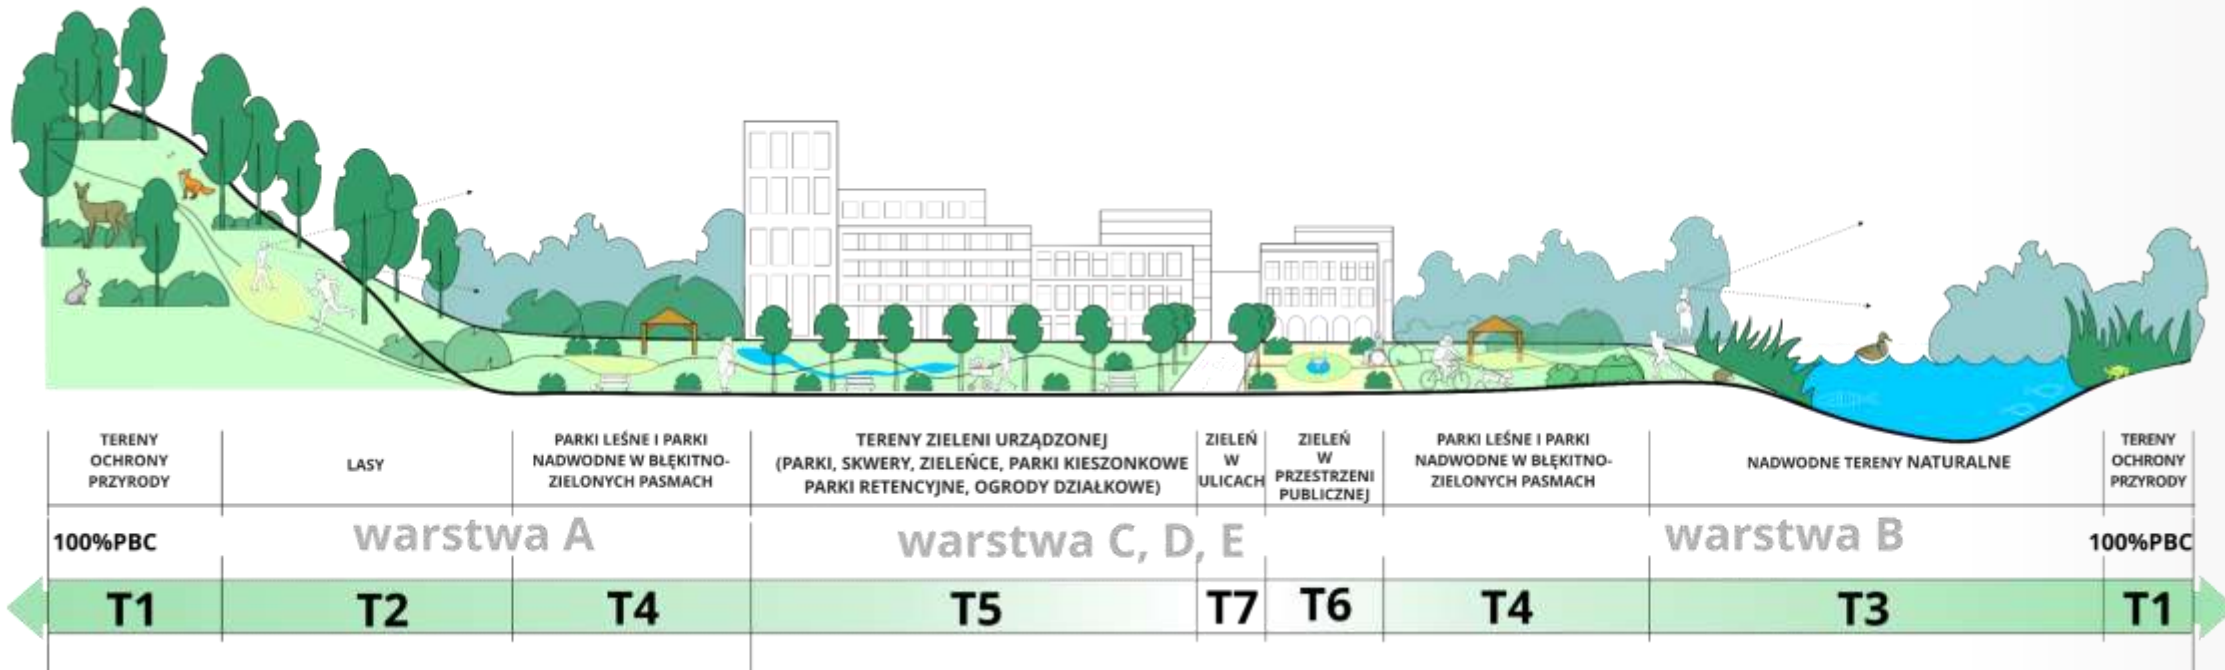 TERENY
OCHRONY
PRZYRODY
LASY
PARKI LEŚNE I PARKI
NADWODNE W BŁĘKITNO-
ZIELONYCH PASMACH
TERENY ZIELENI URZĄDZONEJ
(PARKI, SKWERY, ZIELEŃCE, PARKI KIESZONKOWE
PARKI RETENCYJNE, OGRODY DZIAŁKOWE)
ZIELEŃ
W
ULICACH
ZIELEŃ
W
PRZESTRZENI
PUBLICZNEJ
PARKI LEŚNE I PARKI
NADWODNE W BŁĘKITNO-
ZIELONYCH PASMACH
NADWODNE TERENY NATURALNE
TERENY
OCHRONY
PRZYRODY
100%PBC
warstwa A
warstwa C, D, E
warstwa B
100%PBC
T1
T2
T4
T5
T7
T6
T4
T3
T1